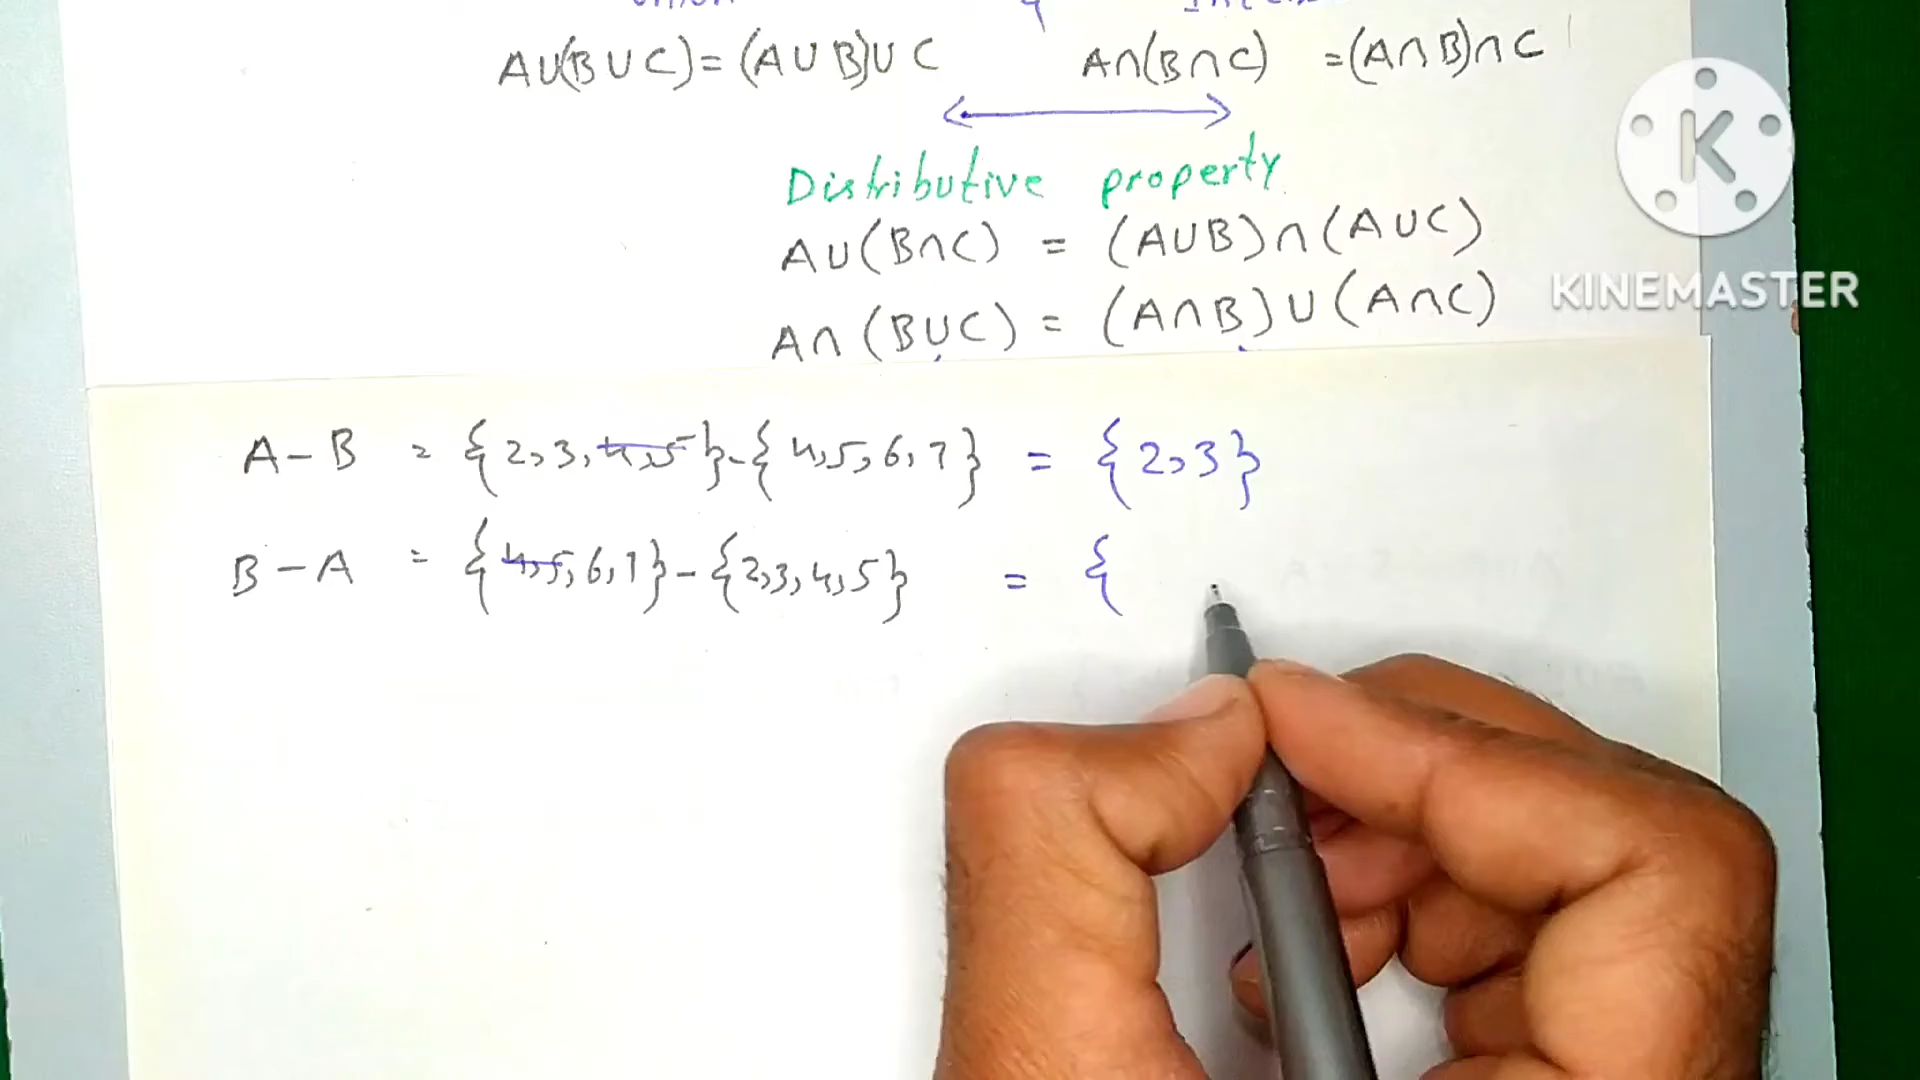 A∪(B∪C)=(A∪B)∪C A∩(B∩C) =(A∩B)∩C
Distributive property
A∪(B∩C) = (A∪B)∩(A∪C)
A∩(B∪C) = (A∩B)∪(A∩C)
A-B = {2,3,4,5}-{4,5,6,7} = {2,3}
B-A = {4,5,6,7}-{2,3,4,5} = {
K
KINEMASTER